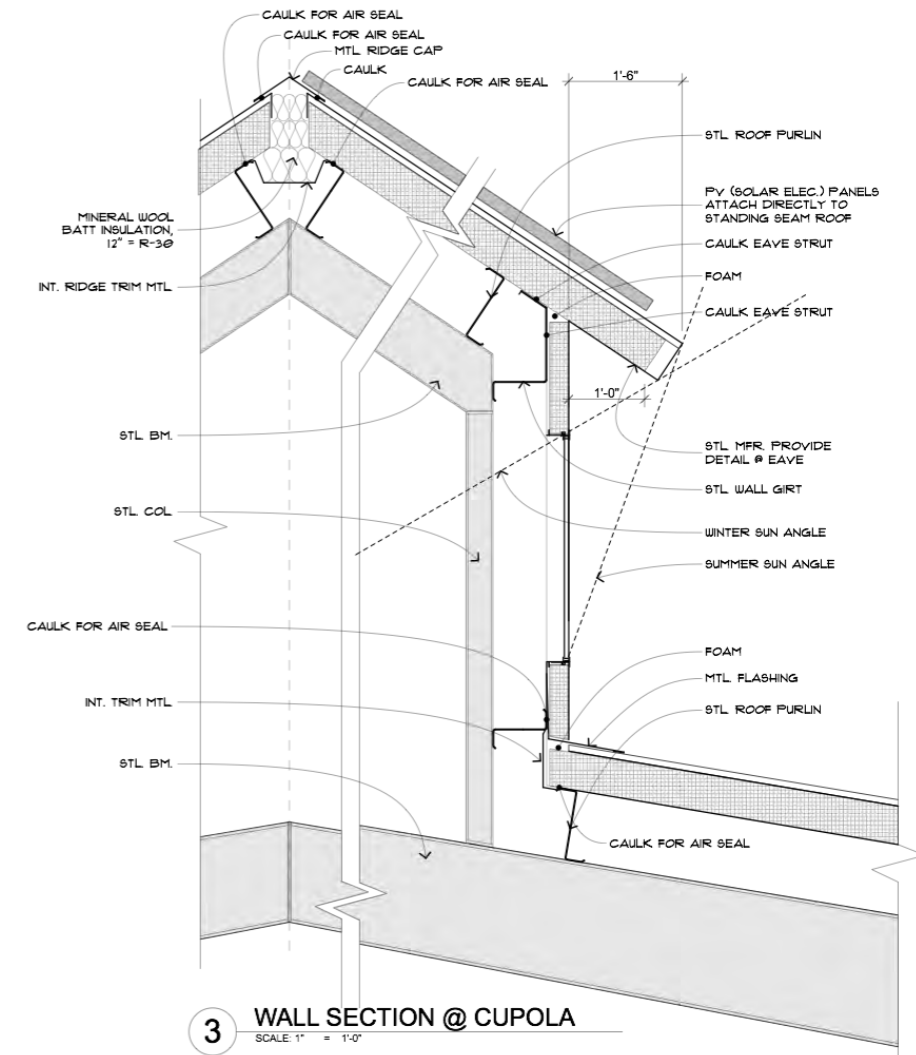 CAULK FOR AIR SEAL
CAULK FOR AIR SEAL
MTL RIDGE CAP
CAULK
CAULK FOR AIR SEAL
1'-6"
STL ROOF PURLIN
PV (SOLAR ELEC.) PANELS
ATTACH DIRECTLY TO
STANDING SEAM ROOF
MINERAL WOOL
BATT INSULATION,
12" = R-30
CAULK EAVE STRUT
FOAM
INT. RIDGE TRIM MTL
CAULK EAVE STRUT
1'-0"
STL BM.
STL MFR. PROVIDE
DETAIL @ EAVE
STL WALL GIRT
STL. COL
WINTER SUN ANGLE
SUMMER SUN ANGLE
CAULK FOR AIR SEAL
FOAM
MTL. FLASHING
INT. TRIM MTL
STL ROOF PURLIN
STL BM.
CAULK FOR AIR SEAL
3
WALL SECTION @ CUPOLA
SCALE: 1" = 1'-0"